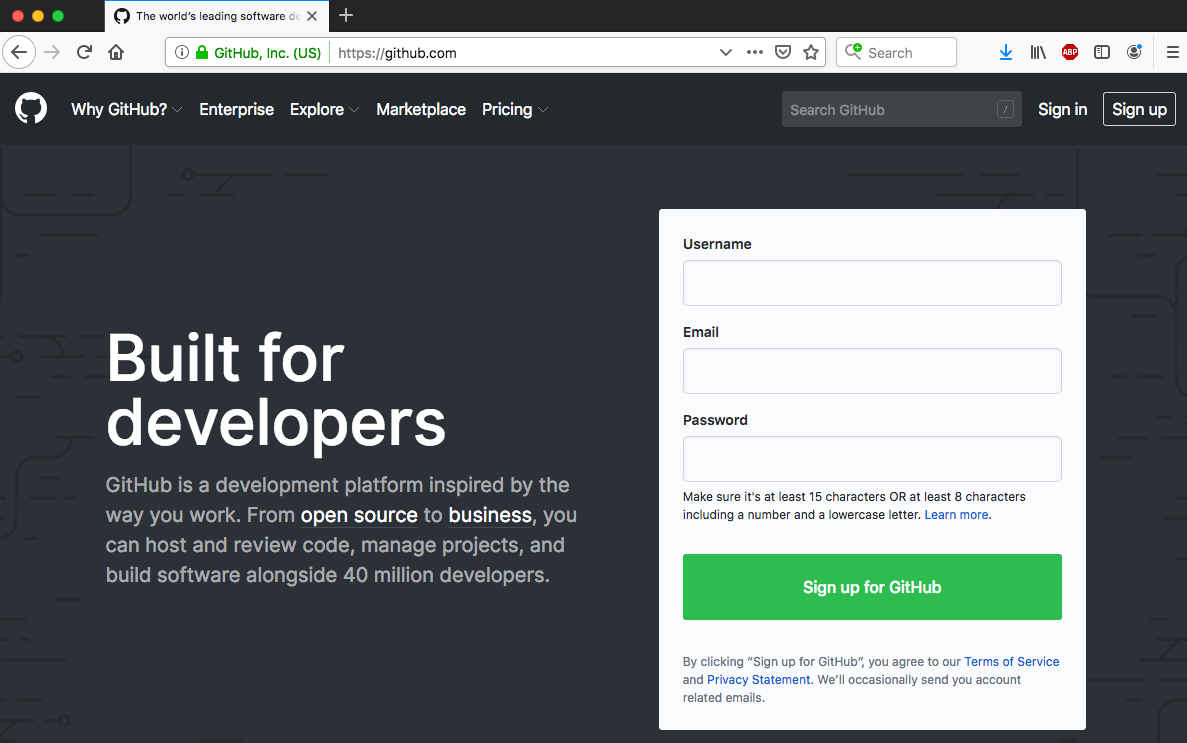 The world's leading software de
GitHub, Inc. (US)
https://github.com
Search
ABP
Why GitHub?
Enterprise
Explore
Marketplace
Pricing
Search GitHub
/
Sign in
Sign up
Built for
developers
GitHub is a development platform inspired by the
way you work. From open source to business, you
can host and review code, manage projects, and
build software alongside 40 million developers.
Username
Email
Password
Make sure it's at least 15 characters OR at least 8 characters
including a number and a lowercase letter. Learn more.
Sign up for GitHub
By clicking “Sign up for GitHub”, you agree to our Terms of Service
and Privacy Statement. We’ll occasionally send you account
related emails.